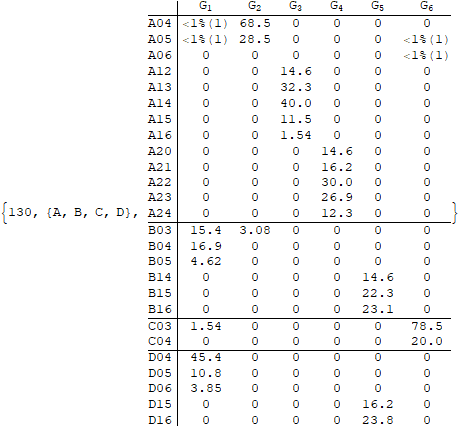 G1 G2 G3 G4 G5 G6
A04 <1%(1) 68.5 0 0 0 0
A05 <1%(1) 28.5 0 0 0 <1%(1)
A06 0 0 0 0 0 <1%(1)
A12 0 0 14.6 0 0 0
A13 0 0 32.3 0 0 0
A14 0 0 40.0 0 0 0
A15 0 0 11.5 0 0 0
A16 0 0 1.54 0 0 0
A20 0 0 0 14.6 0 0
A21 0 0 0 16.2 0 0
A22 0 0 0 30.0 0 0
A23 0 0 0 26.9 0 0
{130, {A, B, C, D}, A24 0 0 0 12.3 0 0 }
B03 15.4 3.08 0 0 0 0
B04 16.9 0 0 0 0 0
B05 4.62 0 0 0 0 0
B14 0 0 0 0 14.6 0
B15 0 0 0 0 22.3 0
B16 0 0 0 0 23.1 0
C03 1.54 0 0 0 0 78.5
C04 0 0 0 0 0 20.0
D04 45.4 0 0 0 0 0
D05 10.8 0 0 0 0 0
D06 3.85 0 0 0 0 0
D15 0 0 0 0 16.2 0
D16 0 0 0 0 23.8 0